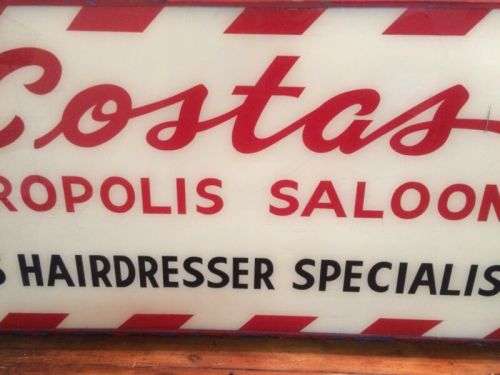 Costas
ROPOLIS SALOON
S HAIRDRESSER SPECIALIS